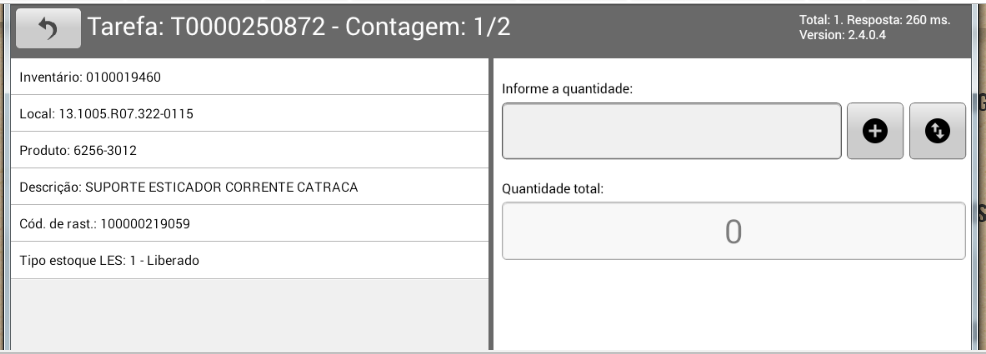 Tarefa: T0000250872 - Contagem: 1/2
Total: 1. Resposta: 260 ms.
Version: 2.4.0.4
Inventário: 0100019460
Local: 13.1005.R07.322-0115
Produto: 6256-3012
Descrição: SUPORTE ESTICADOR CORRENTE CATRACA
Cód. de rast.: 100000219059
Tipo estoque LES: 1 - Liberado
Informe a quantidade:
Quantidade total:
0